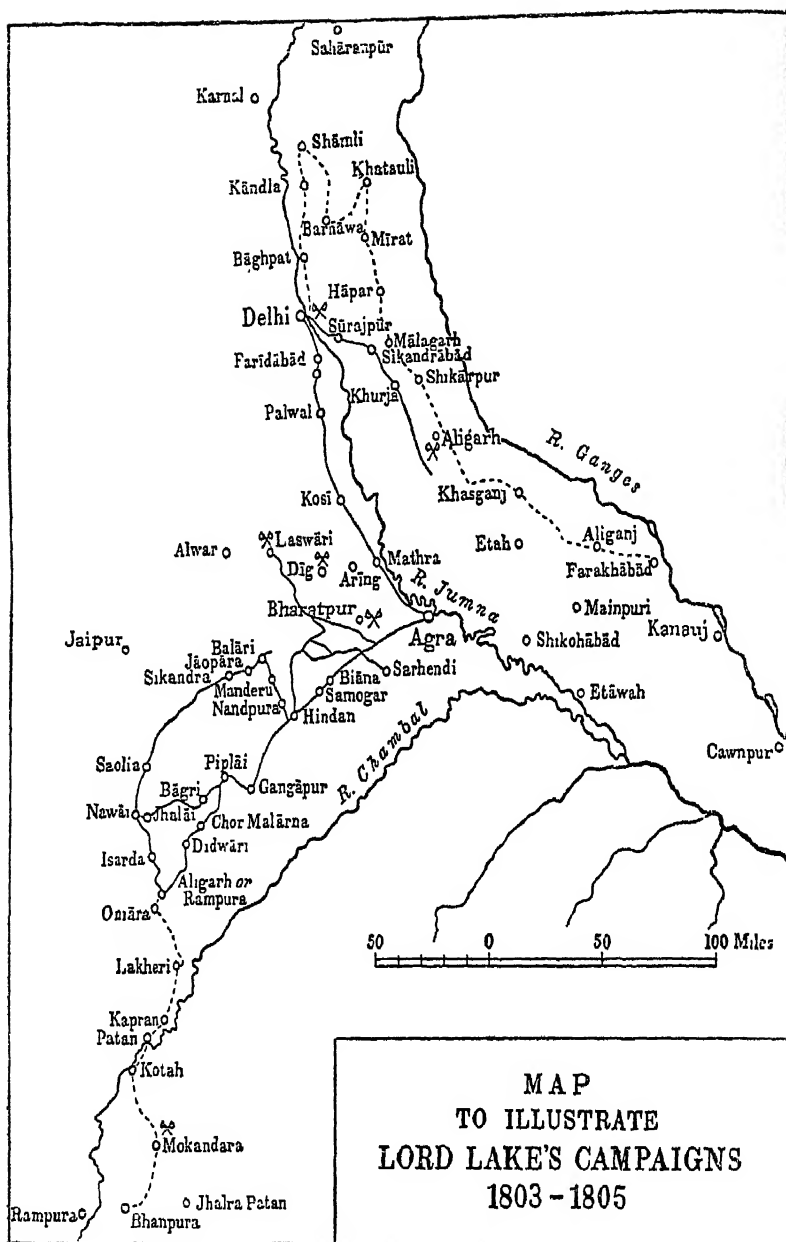 Sahāranpūr
Karnal
Shāmli
Khatauli
Kāndla
Barnāwa
Mīrat
Bāghpat
Hāpar
Delhi
Sūrajpūr
Mālagarh
Sikandrābād
Farīdābād
Shikārpur
Khurja
Palwal
Aligarh
R. Ganges
Kosī
Khasganj
Laswāri
Alwar
Etah
Aliganj
Mathra
Dīg
Arīng
Farakhābād
R. Jumna
Mainpuri
Bharatpur
Kanauj
Agra
Jaipur
Balāri
Shikohābād
Jāopāra
Sikandra
Sarhendi
Manderu
Biāna
Samogar
Nandpura
Etāwah
Hindan
R. Chambal
Cawnpur
Piplāi
Saolia
Gangāpur
Bāgri
Nawāi
Jhalāi
Chor Malārna
Didwāri
Isarda
Aligarh or
Rampura
Omāra
50 0 50 100 Miles
Lakheri
Kapran
Patan
Kotah
Mokandara
Jhalra Patan
Rampura
Bhanpura
MAP
TO ILLUSTRATE
LORD LAKE'S CAMPAIGNS
1803-1805